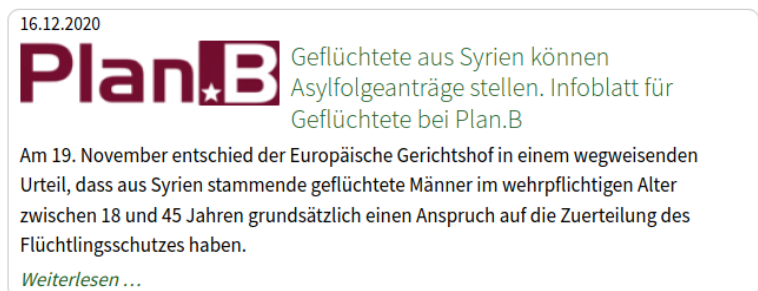 16.12.2020
Plan.B
Geflüchtete aus Syrien können
Asylfolgeanträge stellen. Infoblatt für
Geflüchtete bei Plan.B
Am 19. November entschied der Europäische Gerichtshof in einem wegweisenden
Urteil, dass aus Syrien stammende geflüchtete Männer im wehrpflichtigen Alter
zwischen 18 und 45 Jahren grundsätzlich einen Anspruch auf die Zuerteilung des
Flüchtlingsschutzes haben.
Weiterlesen …